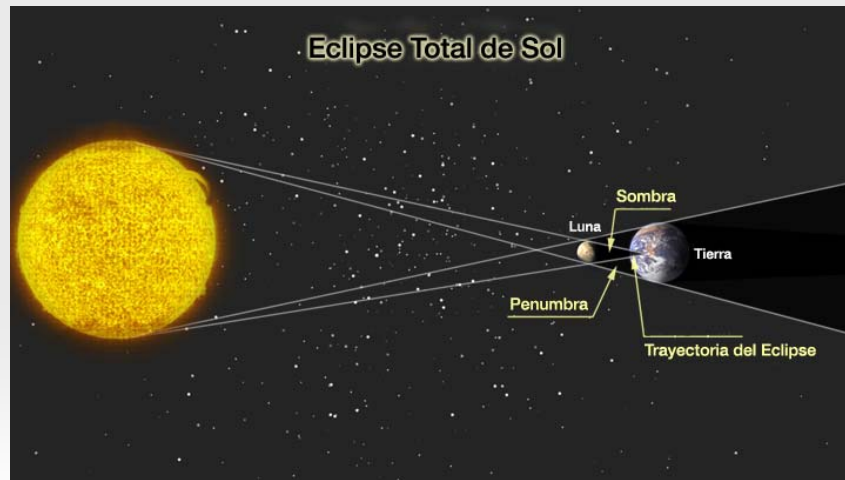 Eclipse Total de Sol
Sombra
Luna
Tierra
Penumbra
Trayectoria del Eclipse